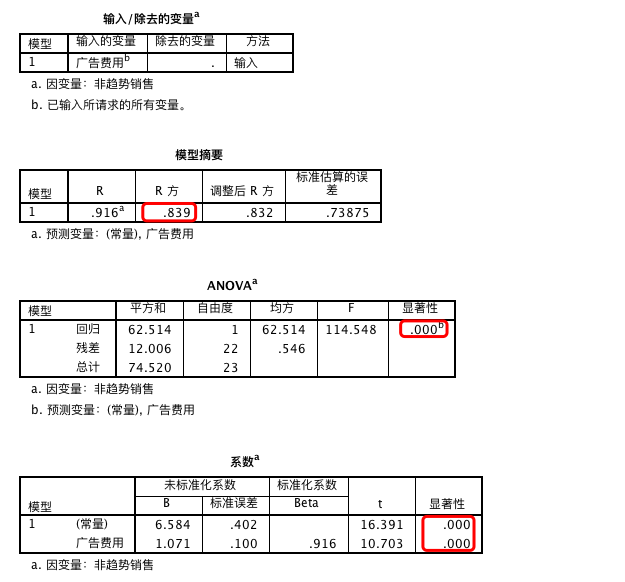 输入/除去的变量a
模型 输入的变量 除去的变量 方法
1 广告费用b . 输入
a. 因变量：非趋势销售
b. 已输入所请求的所有变量。
模型摘要
模型 R R 方 调整后 R 方 标准估算的误差
1 .916a .839 .832 .73875
a. 预测变量：(常量), 广告费用
ANOVAa
模型 平方和 自由度 均方 F 显著性
1 回归 62.514 1 62.514 114.548 .000b
残差 12.006 22 .546
总计 74.520 23
a. 因变量：非趋势销售
b. 预测变量：(常量), 广告费用
系数a
未标准化系数 标准化系数
模型 B 标准误差 Beta t 显著性
1 (常量) 6.584 .402 16.391 .000
广告费用 1.071 .100 .916 10.703 .000
a. 因变量：非趋势销售